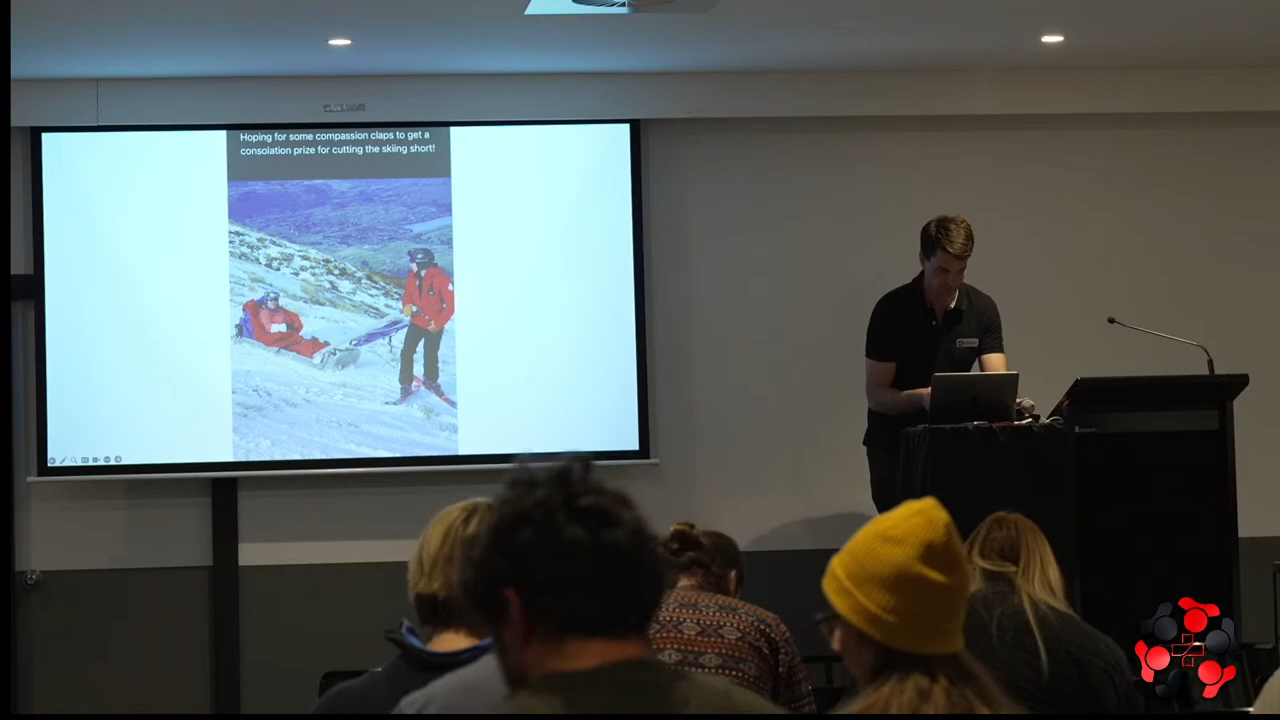 Hoping for some compassion claps to get a
consolation prize for cutting the skiing short!